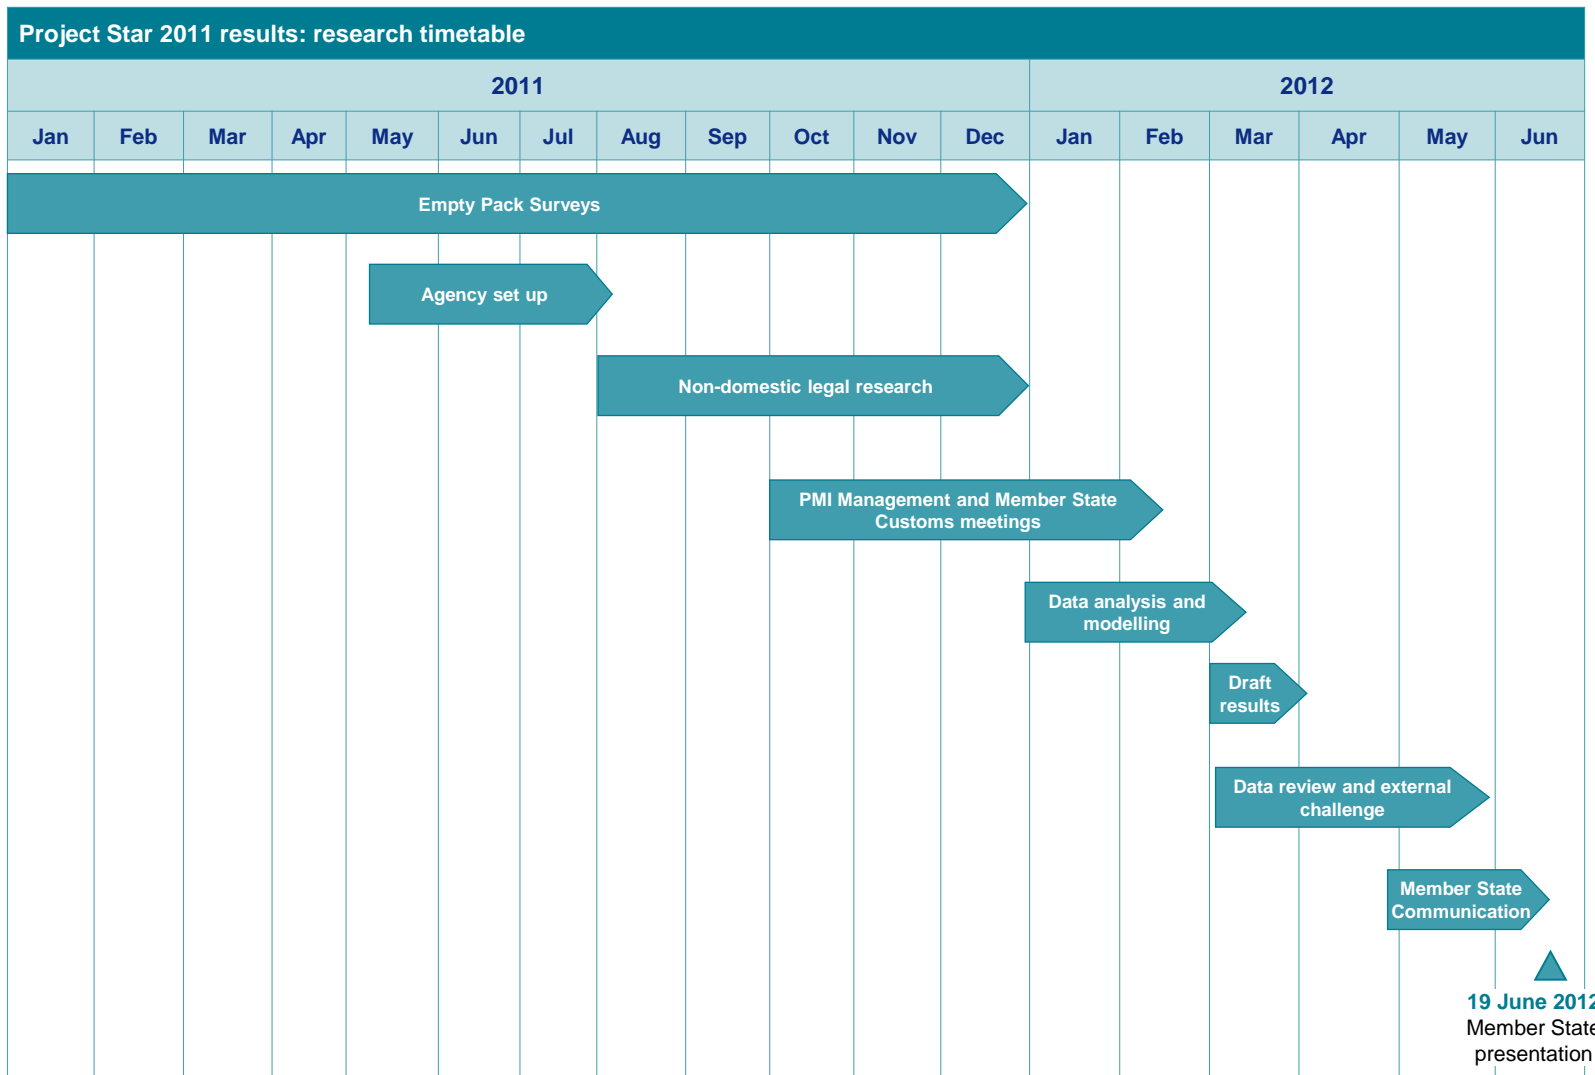 Project Star 2011 results: research timetable
2011 2012
Jan Feb Mar Apr May Jun Jul Aug Sep Oct Nov Dec Jan Feb Mar Apr May Jun
Empty Pack Surveys
Agency set up
Non-domestic legal research
PMI Management and Member State
Customs meetings
Data analysis and
modelling
Draft
results
Data review and external
challenge
Member State
Communication
19 June 2012
Member State
presentation